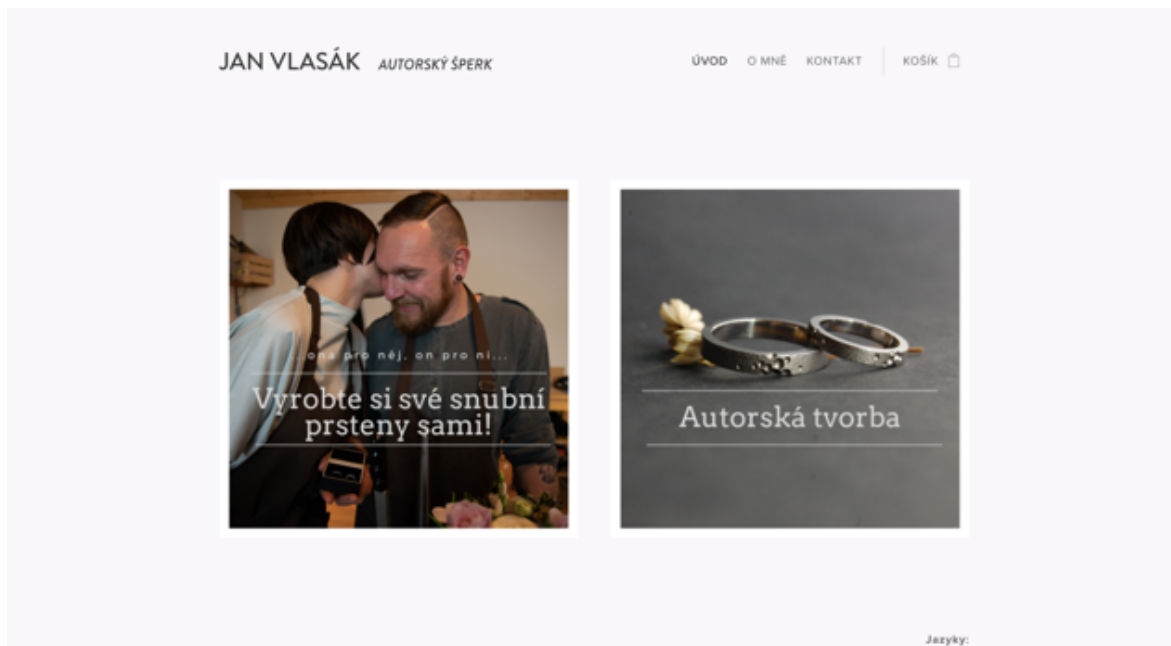 JAN VLASÁK AUTORSKÝ ŠPERK
ÚVOD O MNĚ KONTAKT KOŠÍK
...ona pro něj, on pro ni...
Vyrobte si své snubní
prsteny sami!
Autorská tvorba
Jazyky: